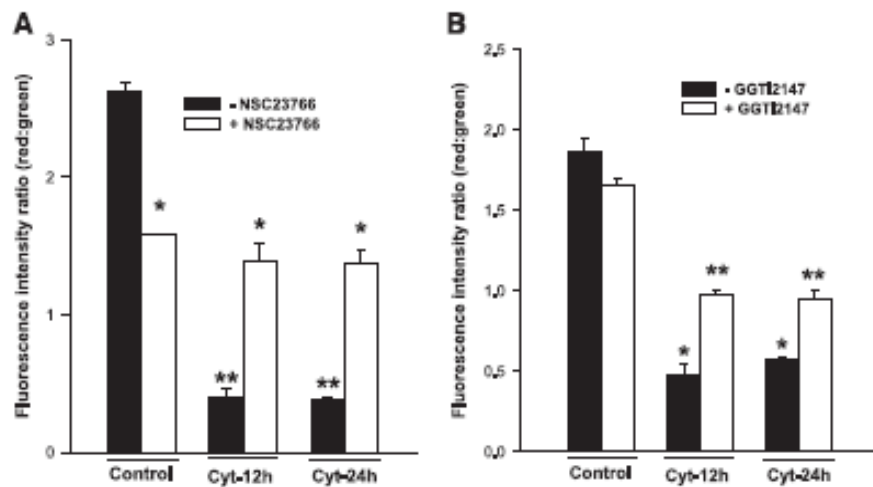 A
Fluorescence intensity ratio (red:green)
3
2
1
0
- NSC23766
+ NSC23766
*
*
*
**
**
Control
Cyt-12h
Cyt-24h
B
Fluorescence intensity ratio (red:green)
2.5
2.0
1.5
1.0
0.5
0.0
- GGTI2147
+ GGTI2147
**
**
*
*
Control
Cyt-12h
Cyt-24h